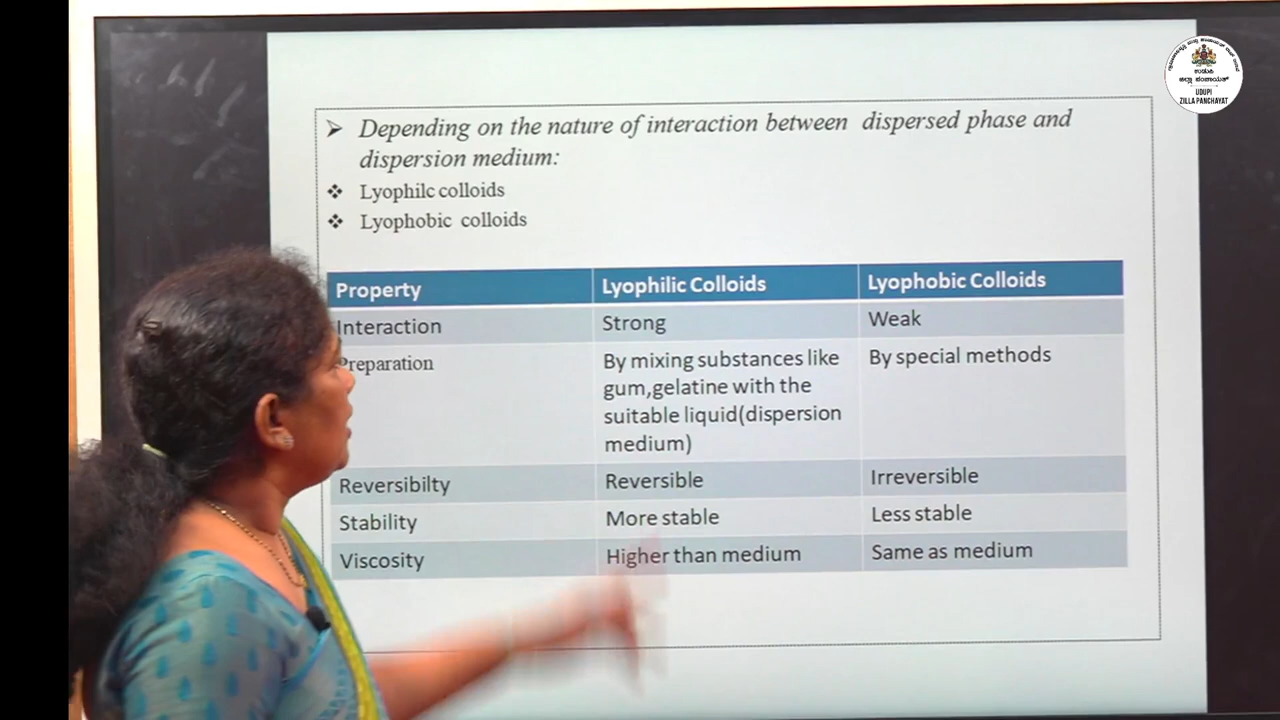 ➢ Depending on the nature of interaction between dispersed phase and
dispersion medium:
❖ Lyophilc colloids
❖ Lyophobic colloids
Property Lyophilic Colloids Lyophobic Colloids
Interaction Strong Weak
Preparation By mixing substances like By special methods
gum,gelatine with the
suitable liquid(dispersion
medium)
Reversibilty Reversible Irreversible
Stability More stable Less stable
Viscosity Higher than medium Same as medium
ಉಡುಪಿ
ಜಿಲ್ಲಾ ಪಂಚಾಯತ್
UDUPI
ZILLA PANCHAYAT